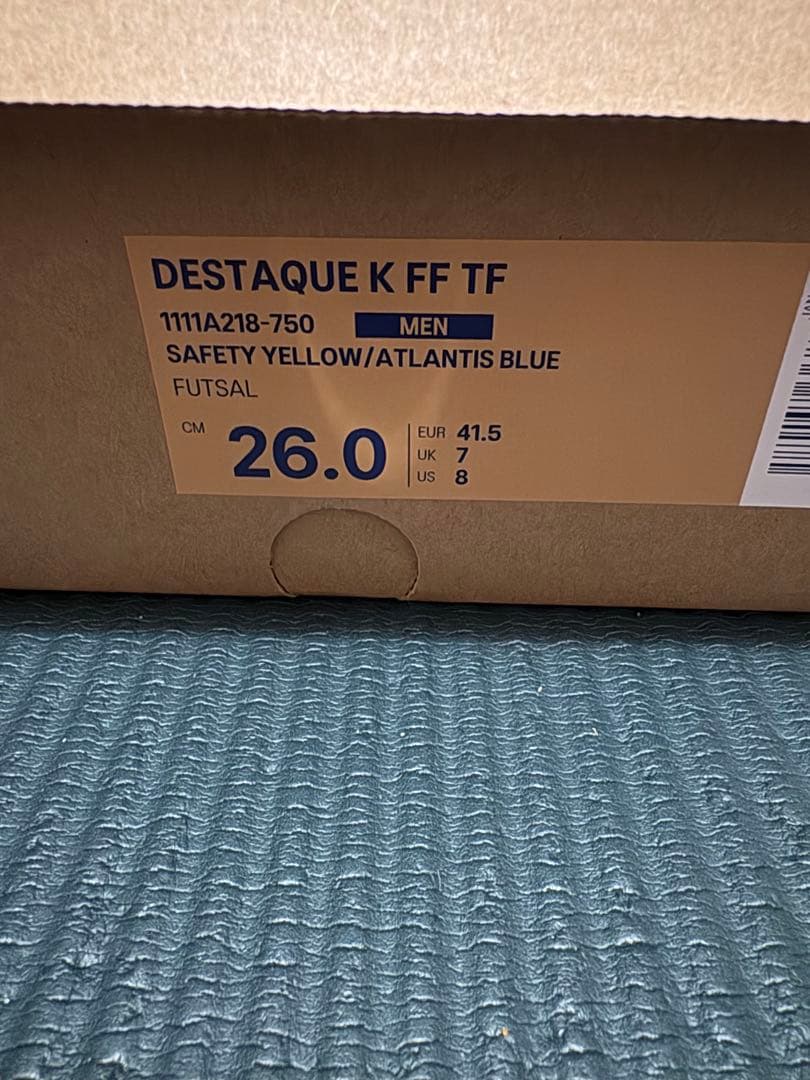 DESTAQUE K FF TF
1111A218-750 MEN
SAFETY YELLOW/ATLANTIS BLUE
FUTSAL
CM 26.0
EUR 41.5
UK 7
US 8
JAN